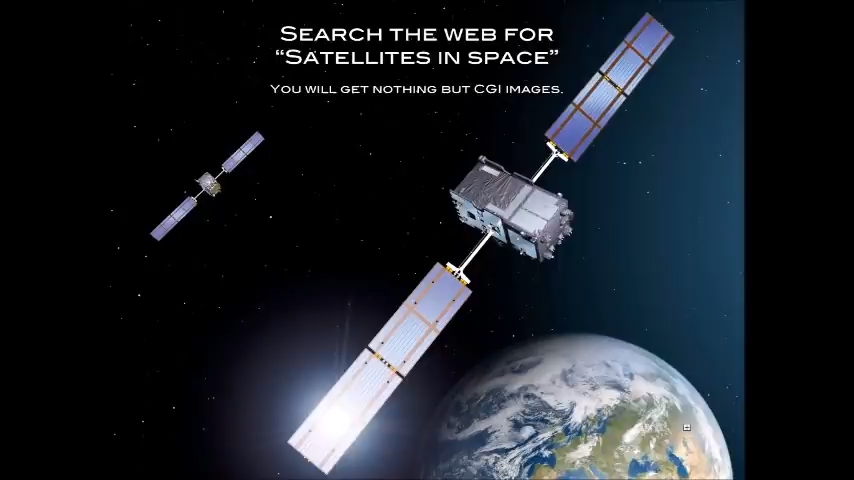 Search the web for
“Satellites in space”
You will get nothing but CGI images.